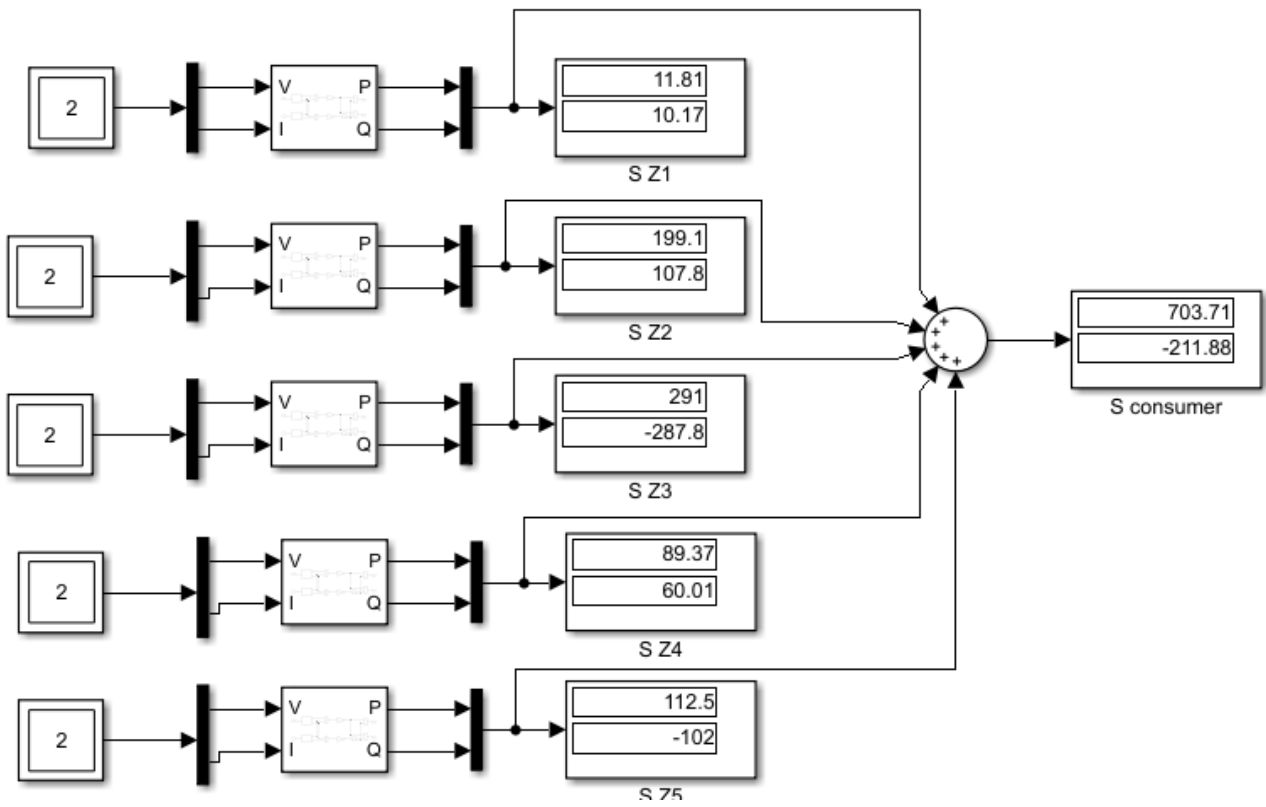 2
V
I
P
Q
11.81
10.17
S Z1
2
V
I
P
Q
199.1
107.8
S Z2
2
V
I
P
Q
291
-287.8
S Z3
2
V
I
P
Q
89.37
60.01
S Z4
2
V
I
P
Q
112.5
-102
S Z5
+
+
+
+
+
703.71
-211.88
S consumer